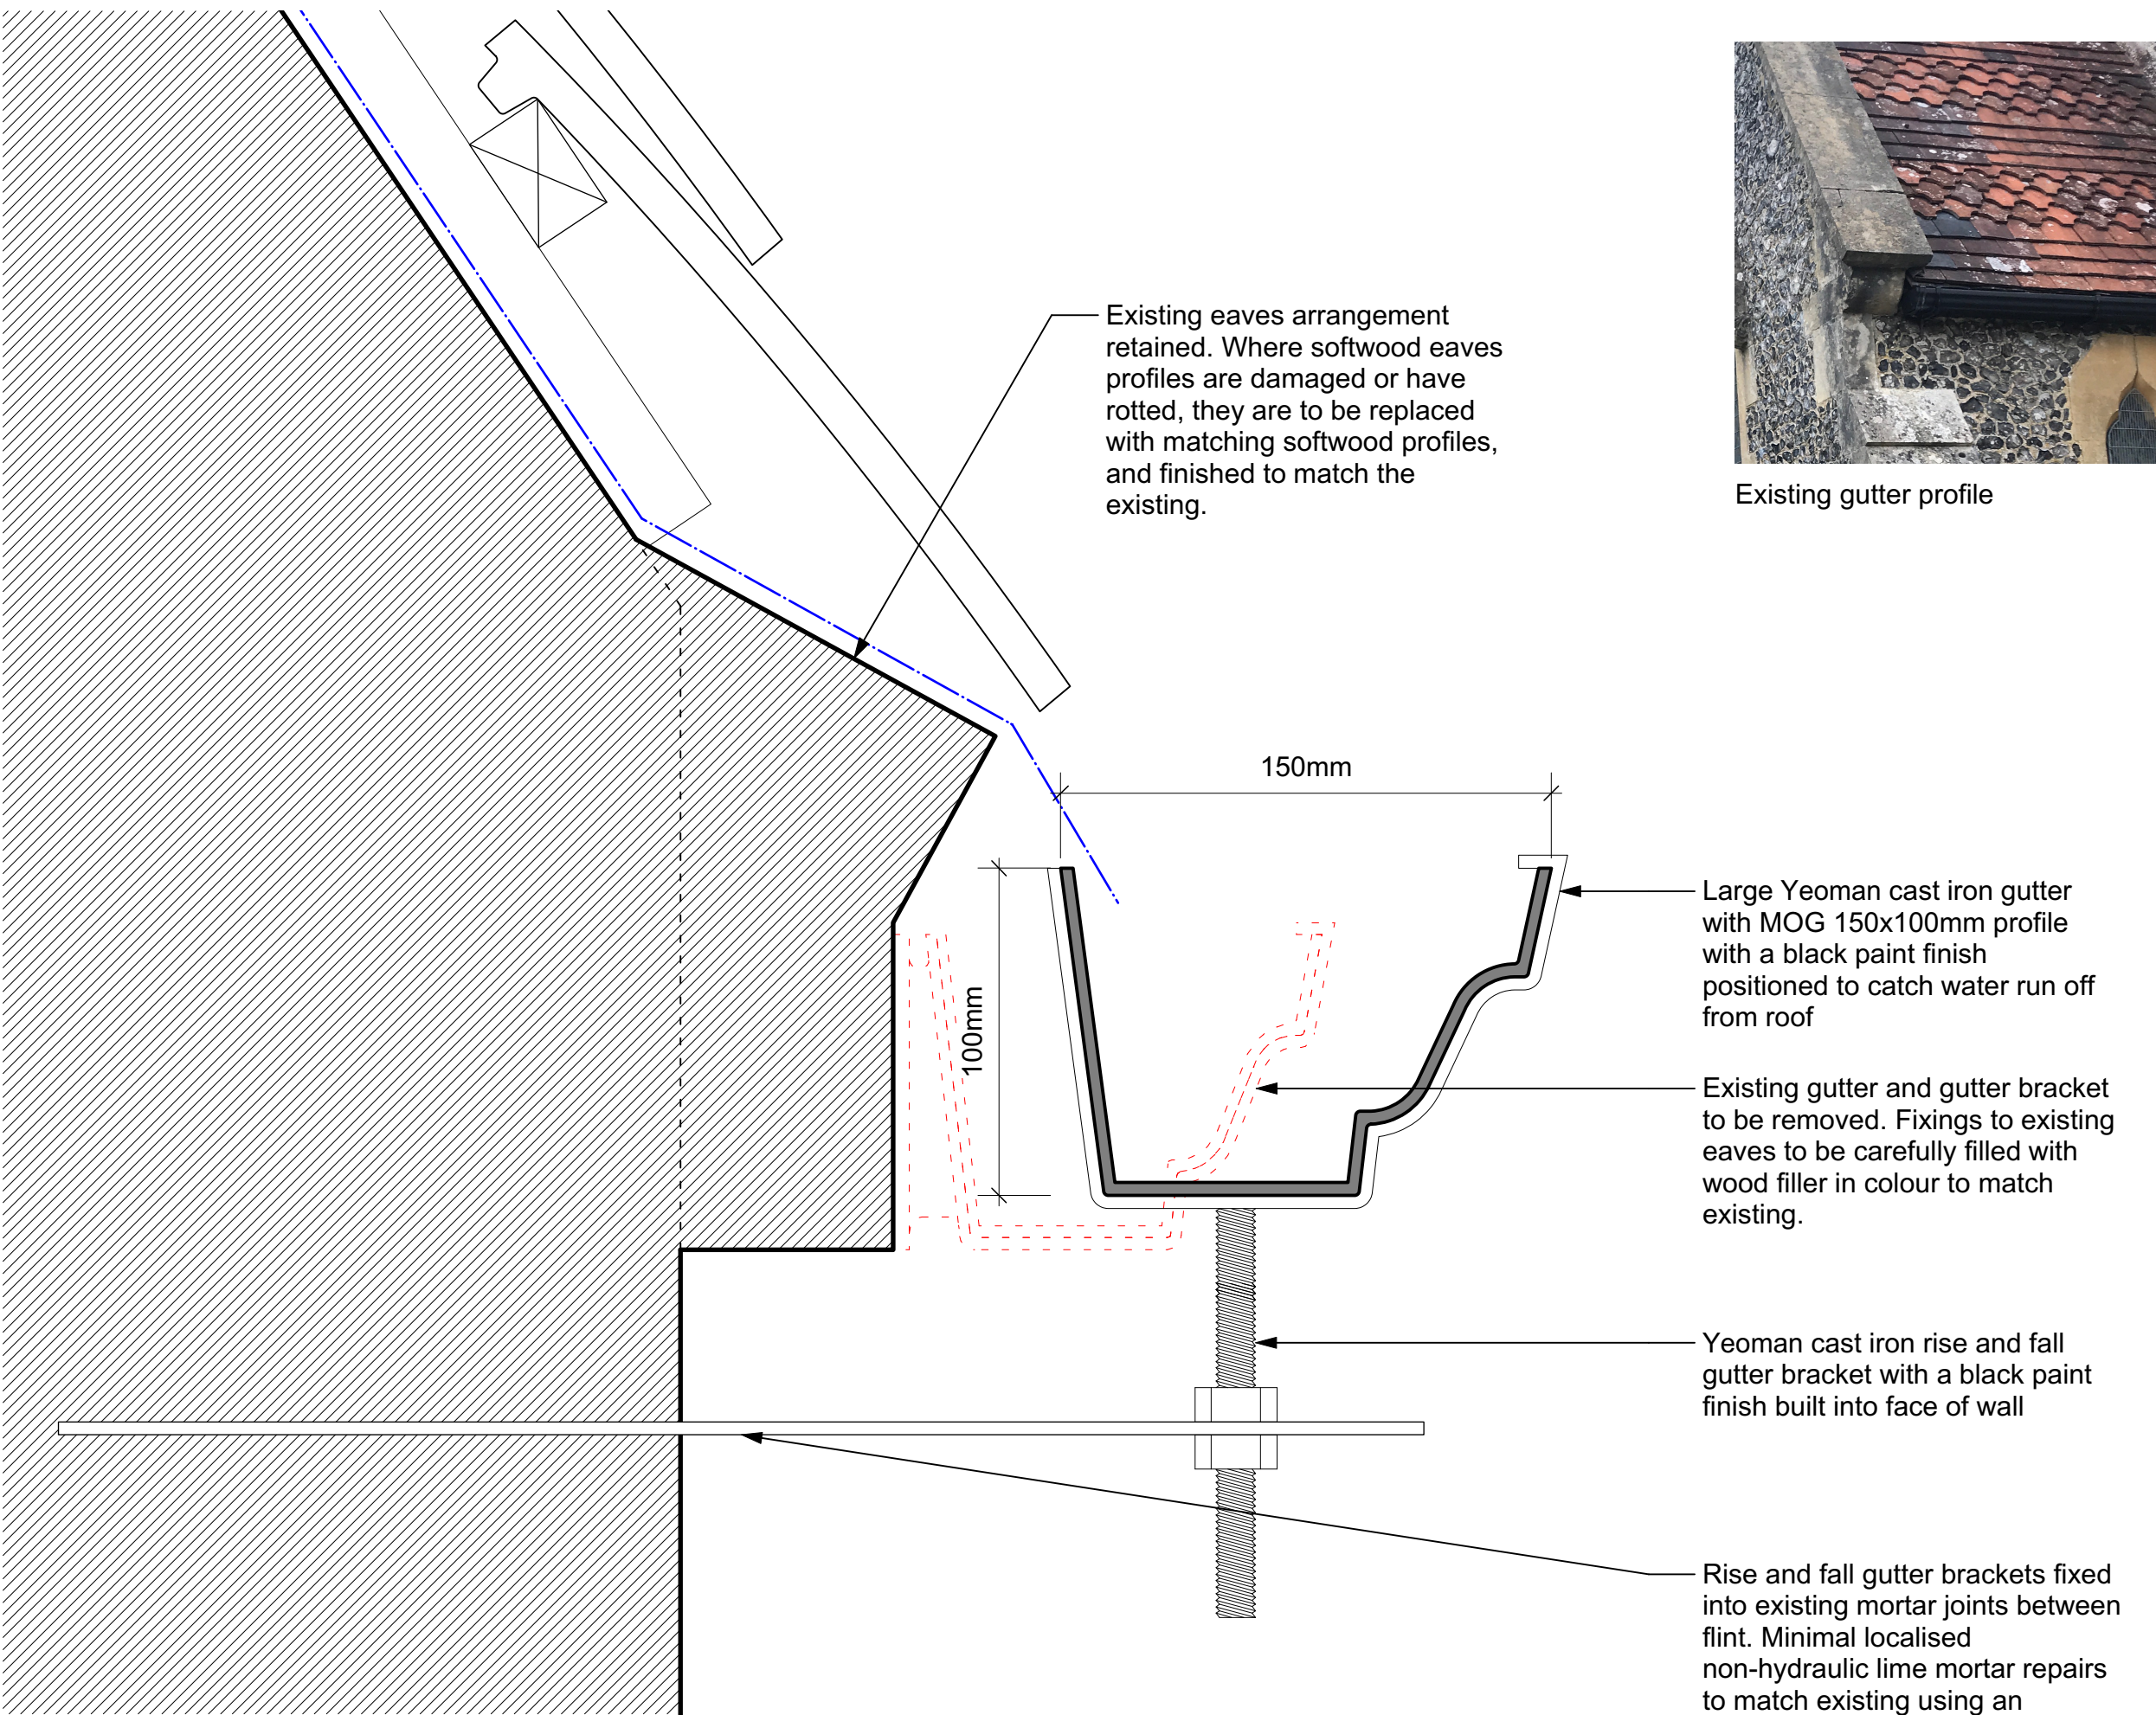 Existing eaves arrangement
retained. Where softwood eaves
profiles are damaged or have
rotted, they are to be replaced
with matching softwood profiles,
and finished to match the
existing.
Existing gutter profile
150mm
100mm
Large Yeoman cast iron gutter
with MOG 150x100mm profile
with a black paint finish
positioned to catch water run off
from roof
Existing gutter and gutter bracket
to be removed. Fixings to existing
eaves to be carefully filled with
wood filler in colour to match
existing.
Yeoman cast iron rise and fall
gutter bracket with a black paint
finish built into face of wall
Rise and fall gutter brackets fixed
into existing mortar joints between
flint. Minimal localised
non-hydraulic lime mortar repairs
to match existing using an